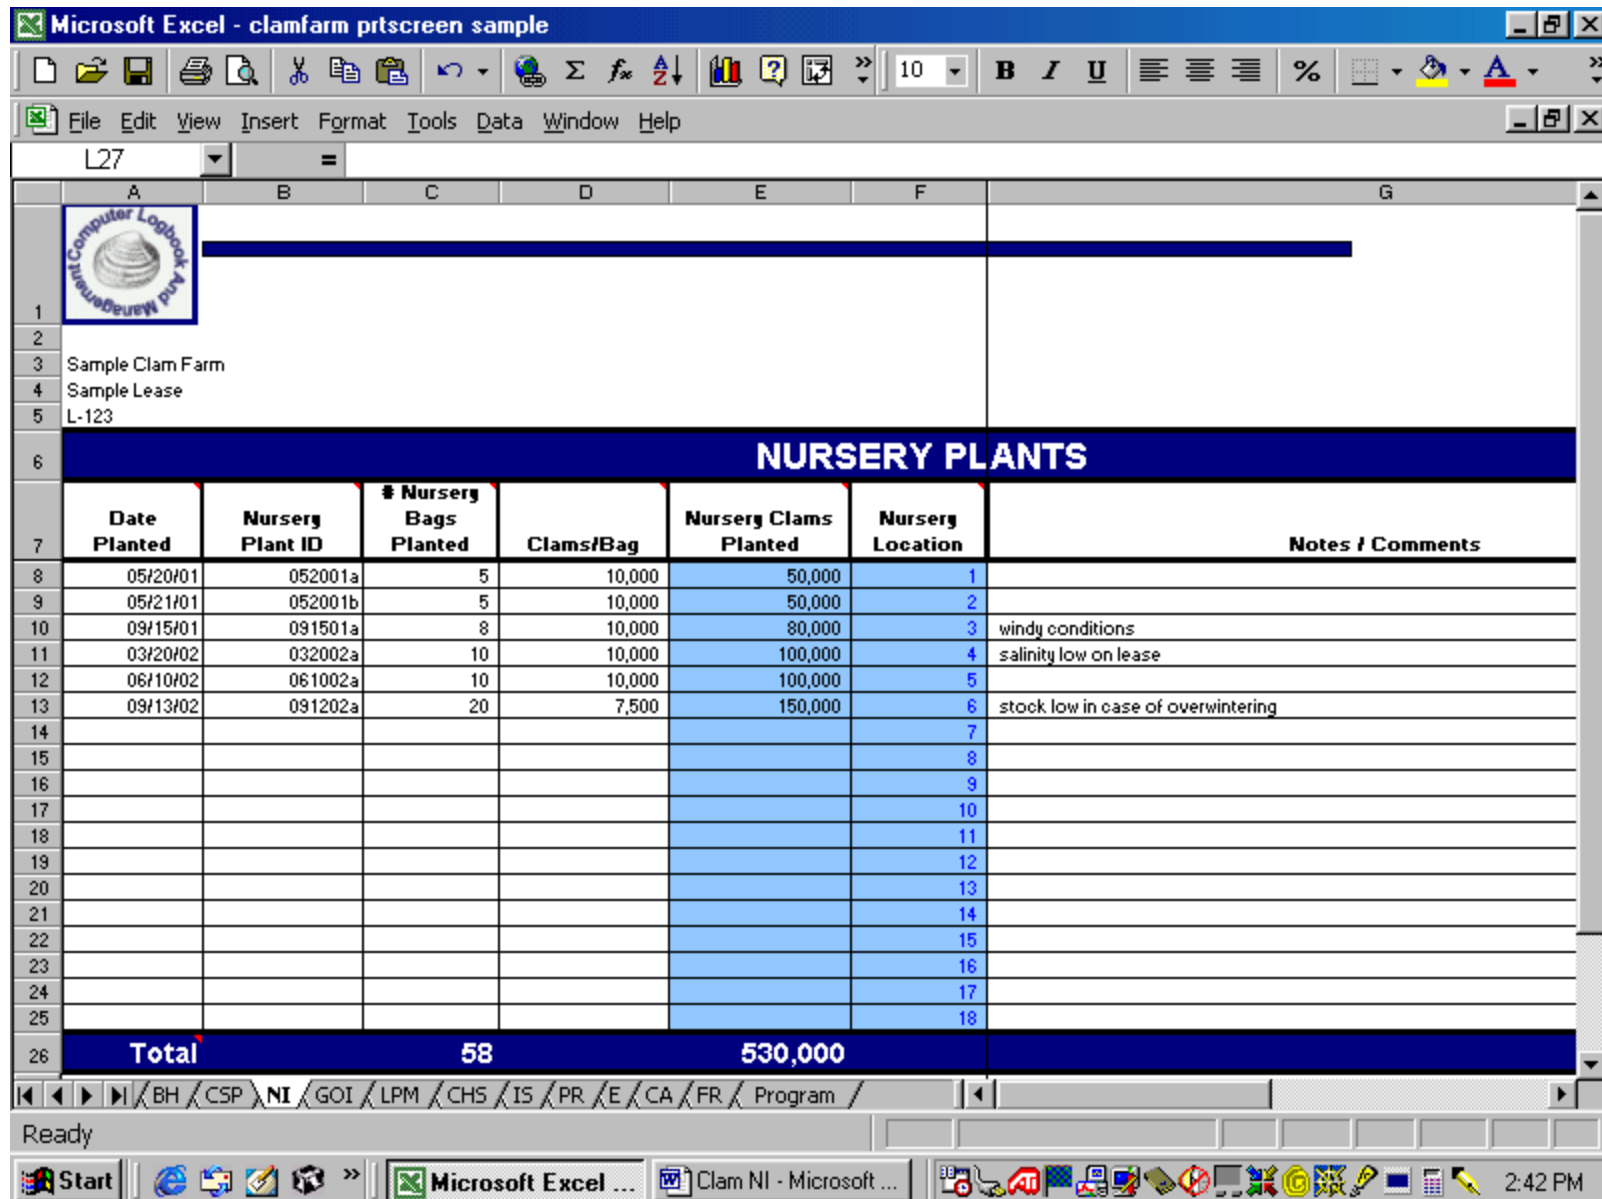 Microsoft Excel - clamfarm prtscreen sample
10 B I U %
File Edit View Insert Format Tools Data Window Help
L27 =
A B C D E F G
Computer Logbook And Management
1
2
3 Sample Clam Farm
4 Sample Lease
5 L-123
6 NURSERY PLANTS
7 Date Planted Nursery Plant ID # Nursery Bags Planted Clams/Bag Nursery Clams Planted Nursery Location Notes / Comments
8 05/20/01 052001a 5 10,000 50,000 1
9 05/21/01 052001b 5 10,000 50,000 2
10 09/15/01 091501a 8 10,000 80,000 3 windy conditions
11 03/20/02 032002a 10 10,000 100,000 4 salinity low on lease
12 06/10/02 061002a 10 10,000 100,000 5
13 09/13/02 091202a 20 7,500 150,000 6 stock low in case of overwintering
14 7
15 8
16 9
17 10
18 11
19 12
20 13
21 14
22 15
23 16
24 17
25 18
26 Total 58 530,000
BH CSP NI GOI LPM CHS IS PR E CA FR Program
Ready
Start Microsoft Excel ... Clam NI - Microsoft ... 2:42 PM